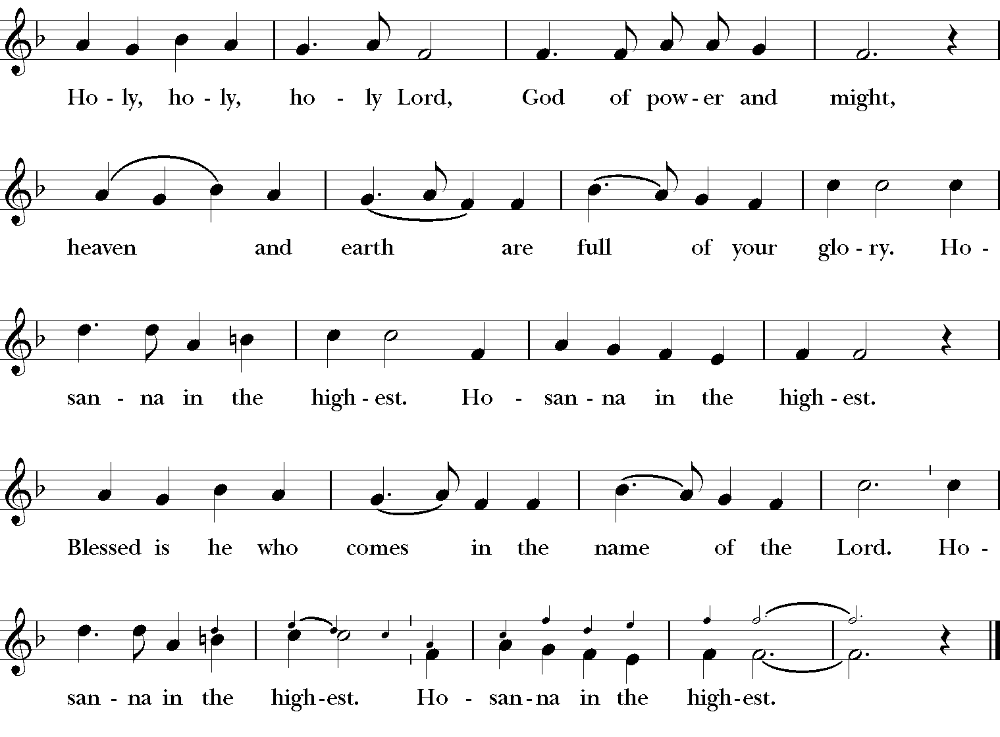 Ho - ly, ho - ly, ho - ly Lord, God of pow - er and might,
heaven and earth are full of your glo - ry. Ho -
san - na in the high - est. Ho - san - na in the high - est.
Blessed is he who comes in the name of the Lord. Ho -
san - na in the high - est. Ho - san - na in the high - est.